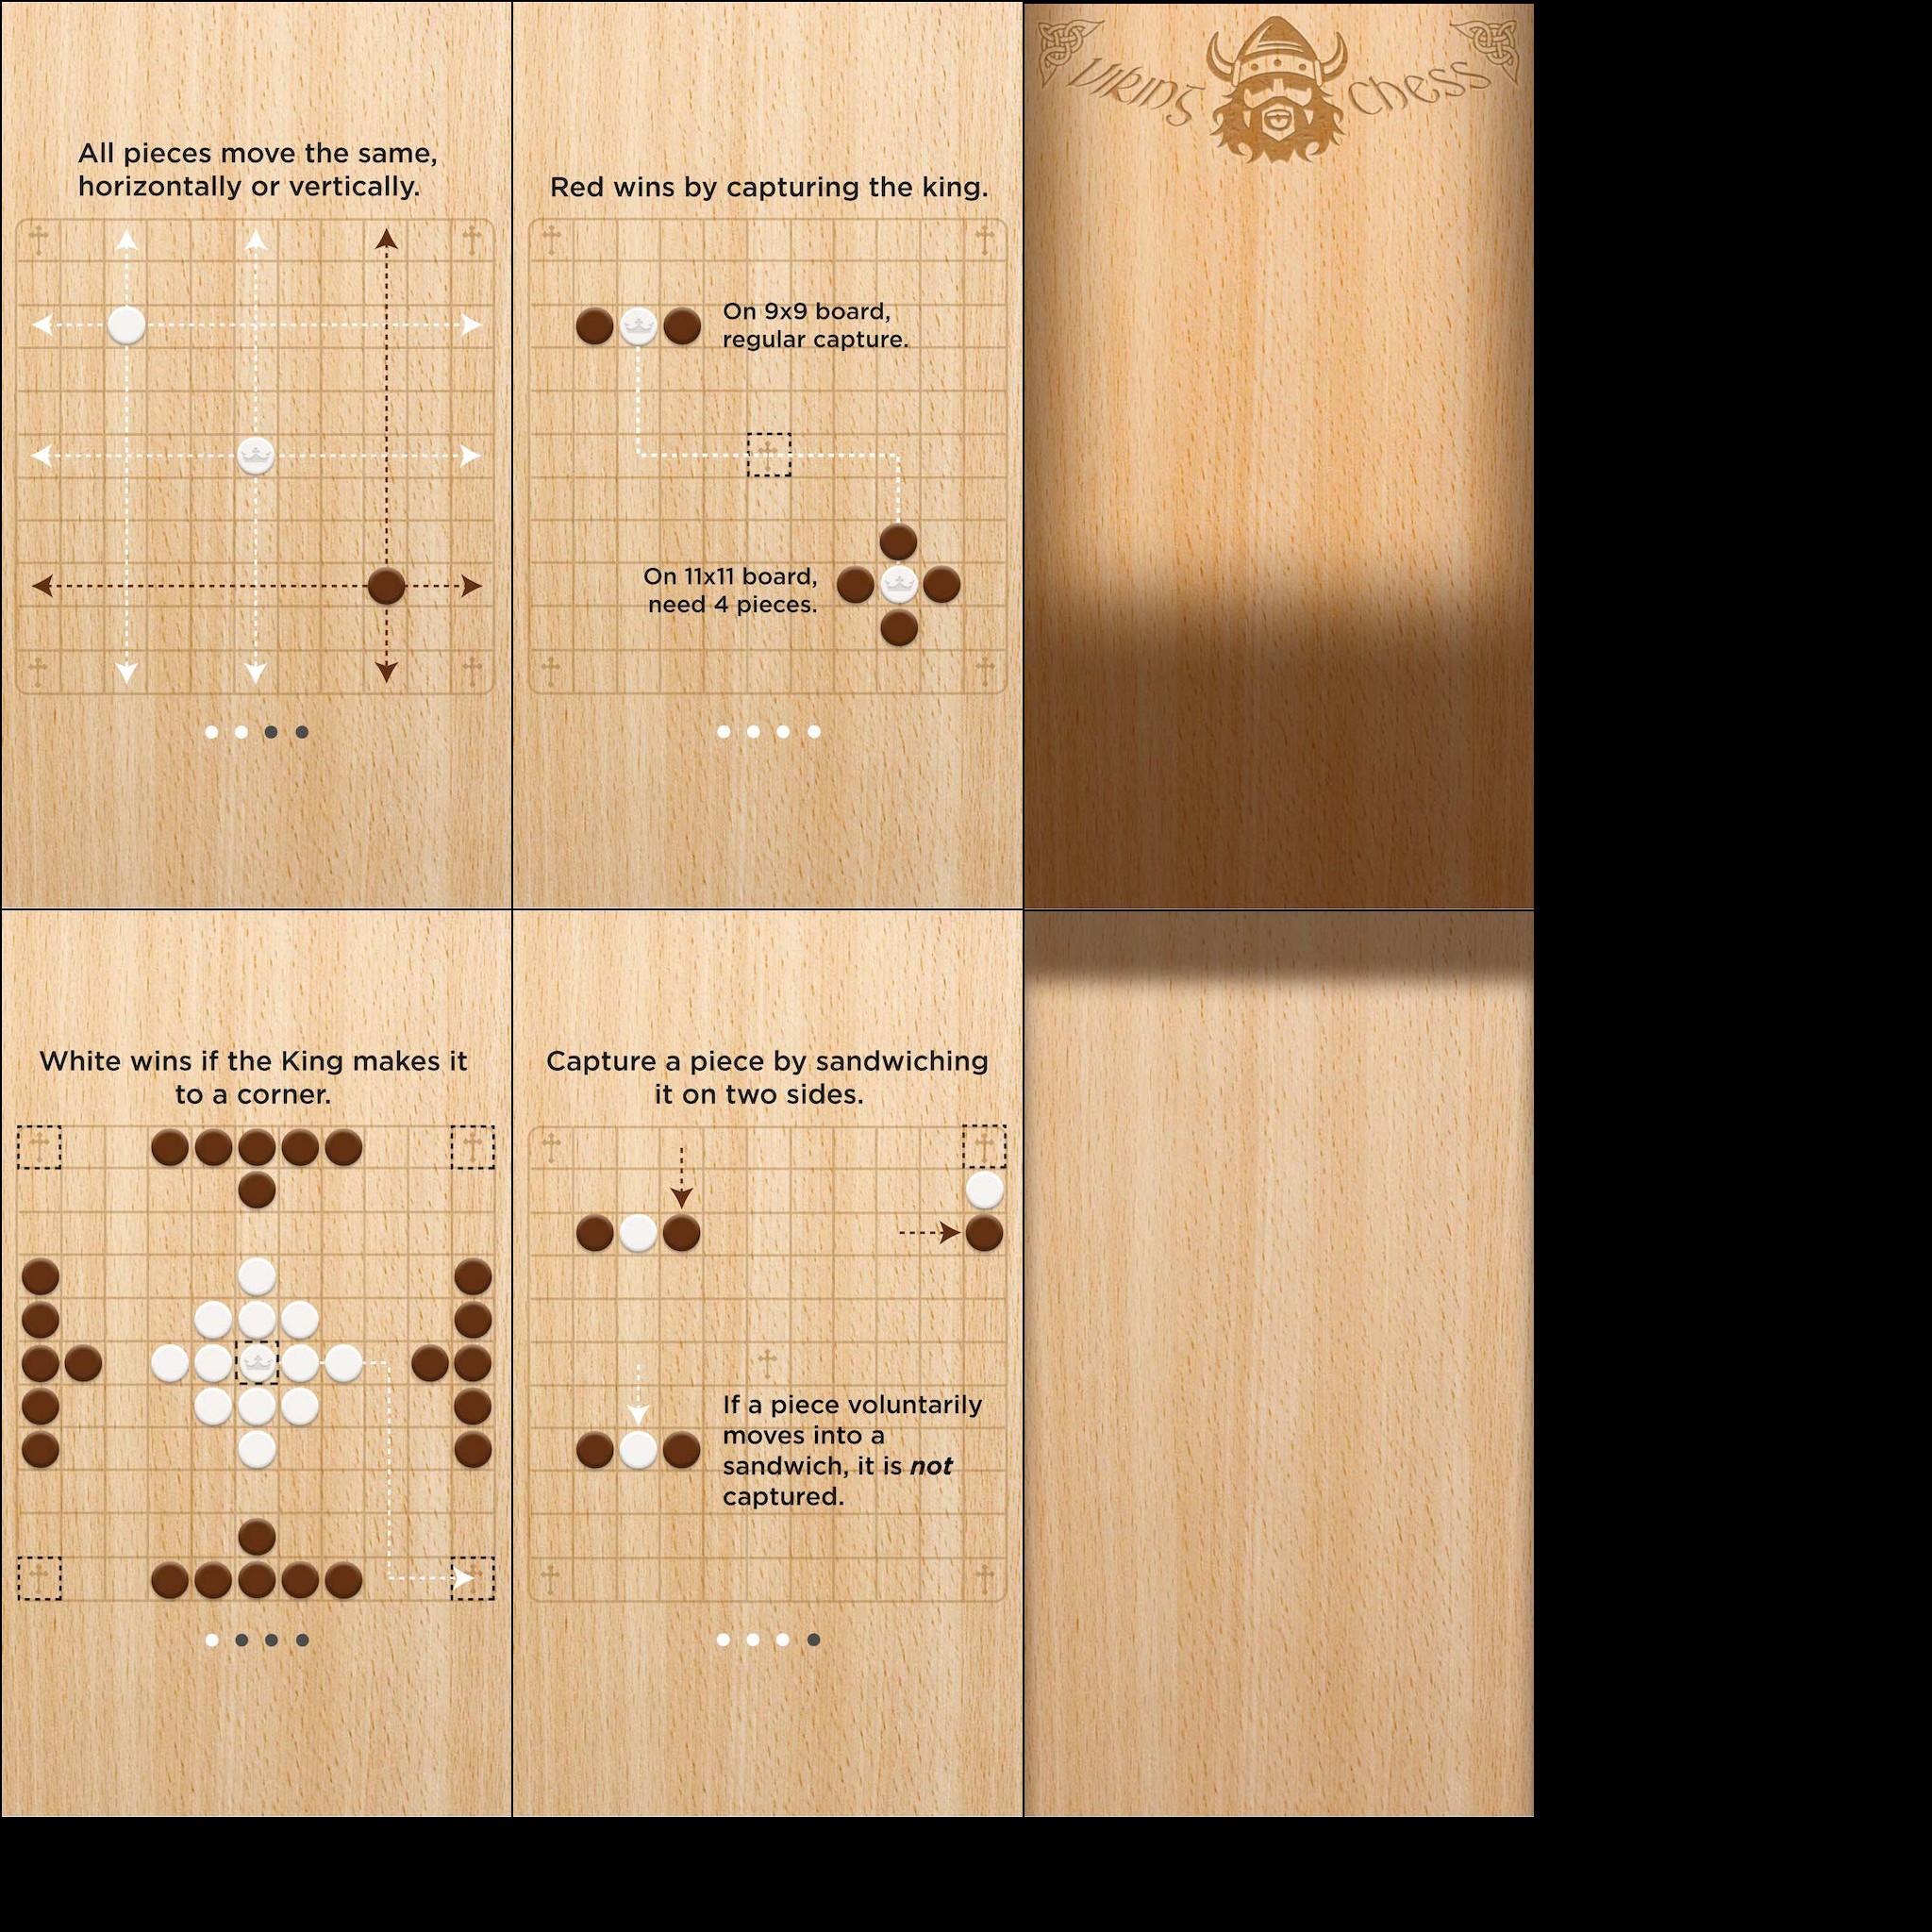 All pieces move the same,
horizontally or vertically.
Red wins by capturing the king.
On 9x9 board,
regular capture.
On 11x11 board,
need 4 pieces.
Viking Chess
White wins if the King makes it
to a corner.
Capture a piece by sandwiching
it on two sides.
If a piece voluntarily
moves into a
sandwich, it is not
captured.